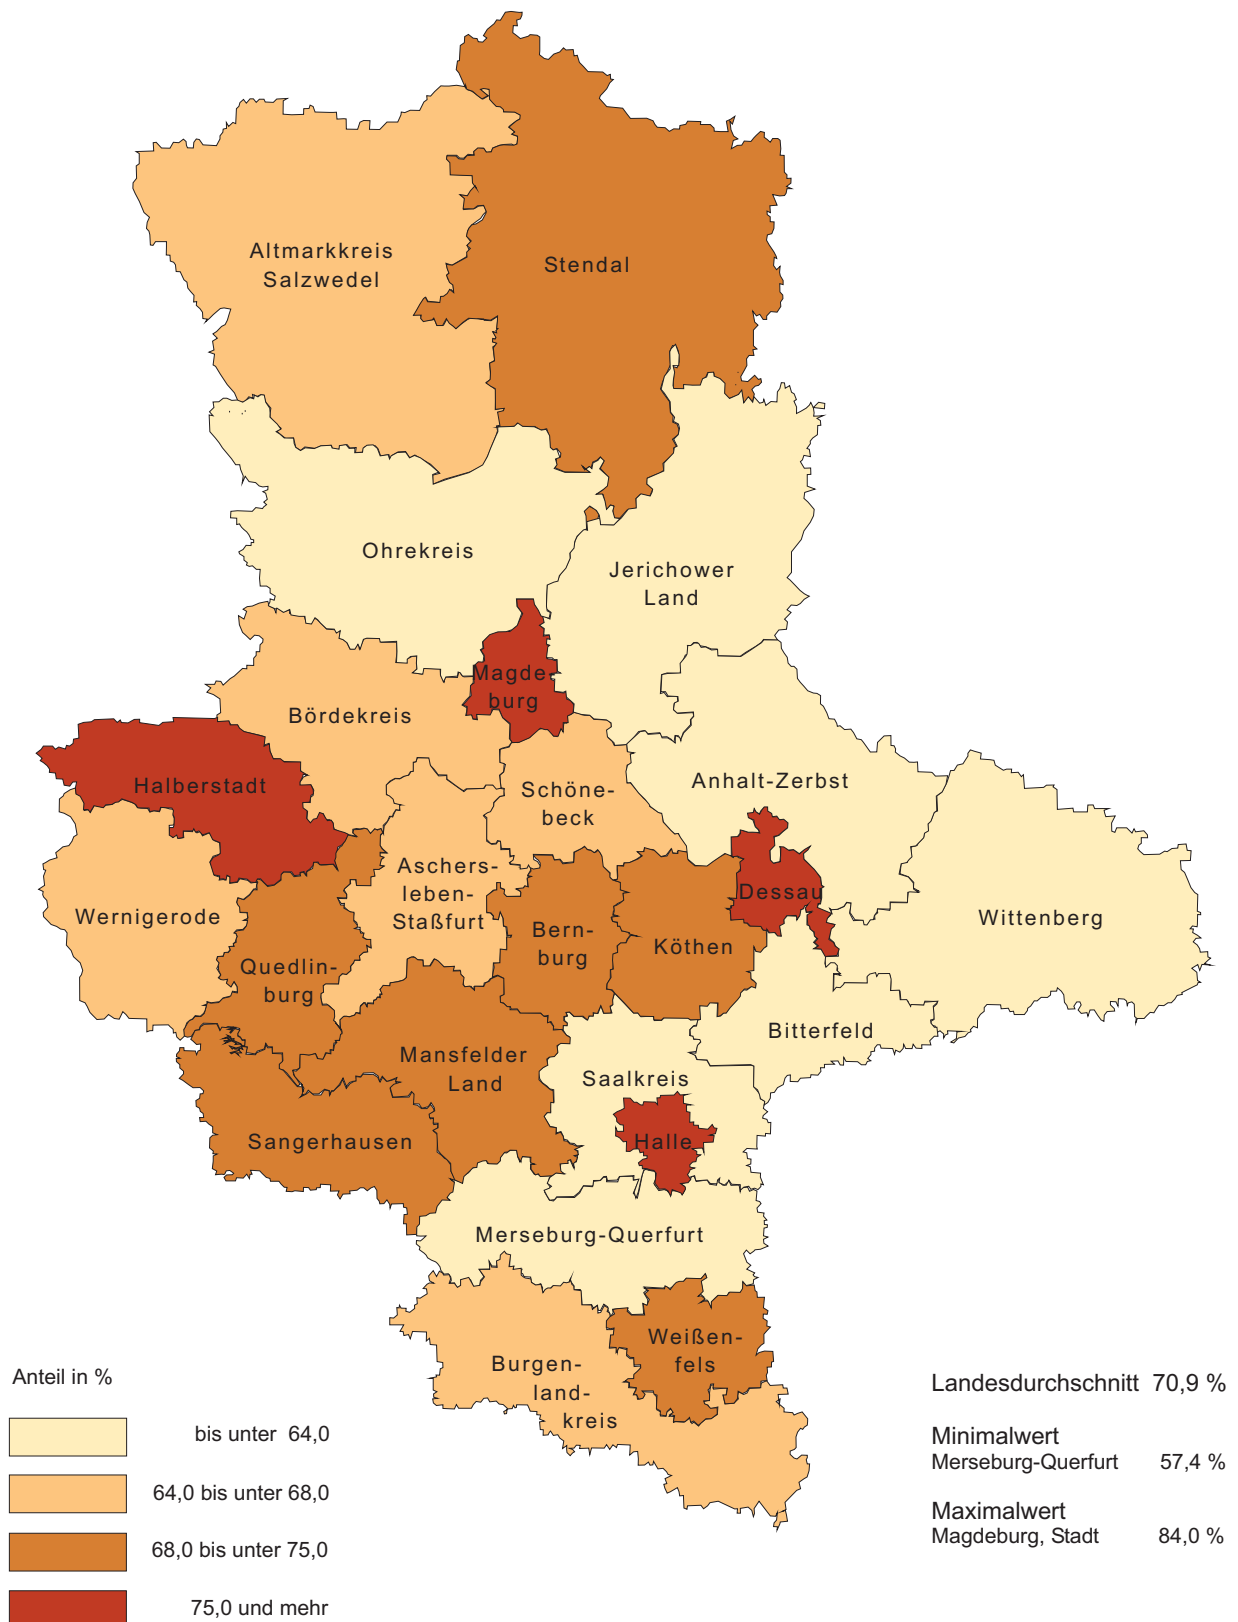 Altmarkkreis
Salzwedel
Stendal
Ohrekreis
Jerichower
Land
Magde-
burg
Bördekreis
Halberstadt
Schöne-
beck
Anhalt-Zerbst
Aschers-
leben-
Staßfurt
Dessau
Wernigerode
Wittenberg
Bern-
burg
Köthen
Quedlin-
burg
Bitterfeld
Mansfelder
Land
Saalkreis
Sangerhausen
Halle
Merseburg-Querfurt
Weißen-
fels
Burgen-
land-
kreis
Anteil in %
bis unter 64,0
64,0 bis unter 68,0
68,0 bis unter 75,0
75,0 und mehr
Landesdurchschnitt 70,9 %
Minimalwert
Merseburg-Querfurt 57,4 %
Maximalwert
Magdeburg, Stadt 84,0 %